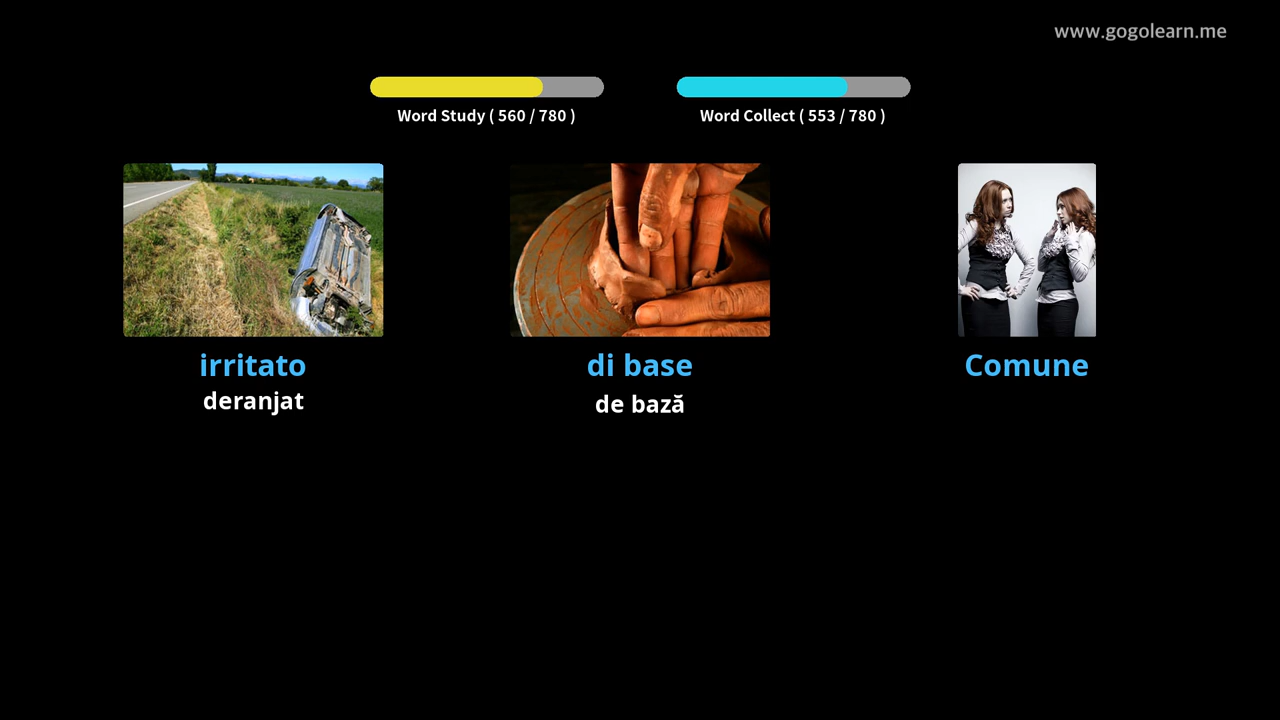 www.gogolearn.me
Word Study ( 560 / 780 )
Word Collect ( 553 / 780 )
irritato
deranjat
di base
de bază
Comune